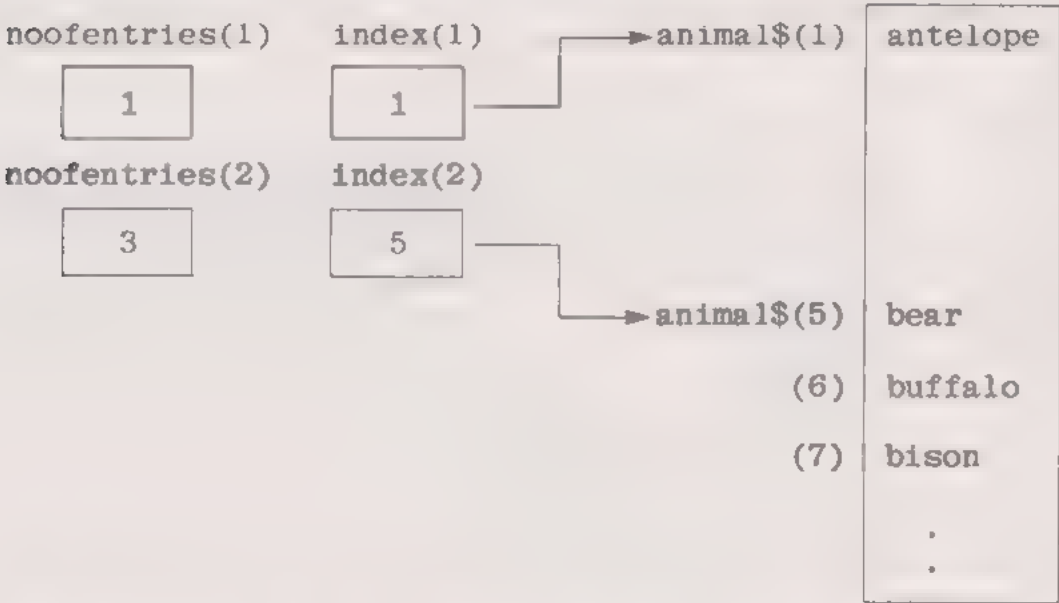 noofentries(1) index(1) animal$(1) antelope
1 1
noofentries(2) index(2)
3 5
animal$(5) bear
(6) buffalo
(7) bison
.
.